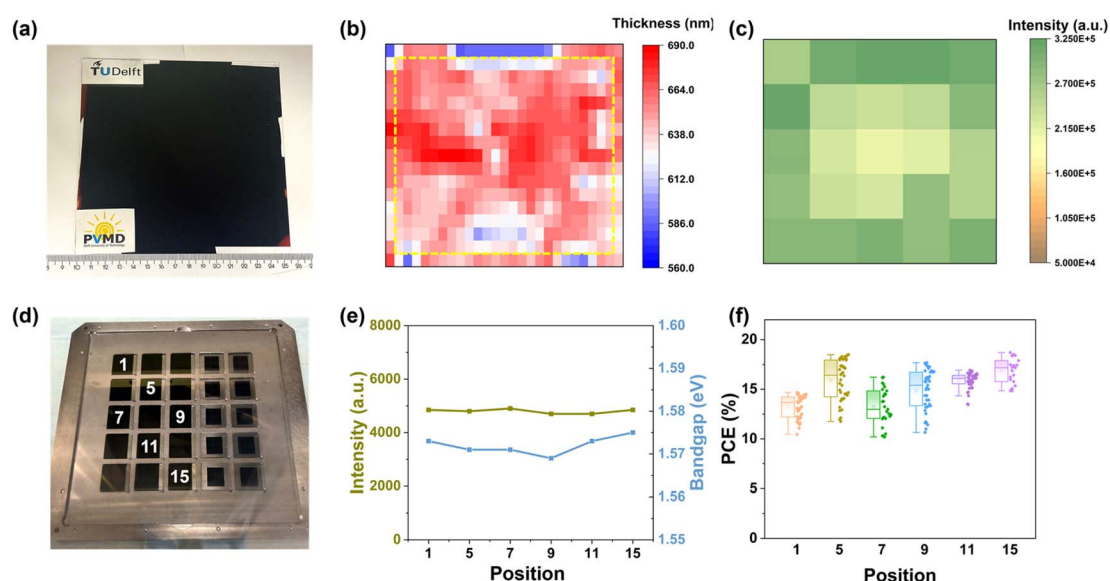 (a)
TU Delft
PVMD
(b)
Thickness (nm)
690.0
664.0
638.0
612.0
586.0
560.0
(c)
Intensity (a.u.)
3.250E+5
2.700E+5
2.150E+5
1.600E+5
1.050E+5
5.000E+4
(d)
1
5
7 9
11
15
(e)
8000
6000
4000
2000
0
Intensity (a.u.)
1.60
1.59
1.58
1.57
1.56
1.55
Bandgap (eV)
1 5 7 9 11 15
Position
(f)
20
15
10
5
0
PCE (%)
1 5 7 9 11 15
Position